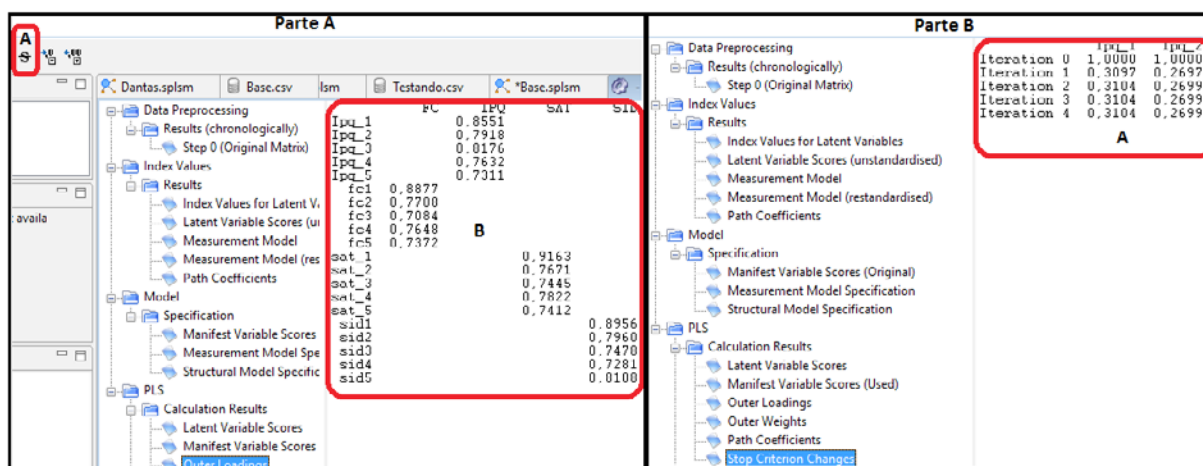 Parte A
A
S
Dantas.splsm
Base.csv
lsm
Testando.csv
*Base.splsm
Data Preprocessing
Results (chronologically)
Step 0 (Original Matrix)
Index Values
Results
Index Values for Latent V
Latent Variable Scores (u
Measurement Model
Measurement Model (res
Path Coefficients
Model
Specification
Manifest Variable Scores
Measurement Model Spe
Structural Model Specific
PLS
Calculation Results
Latent Variable Scores
Manifest Variable Scores
Outer Loadings
availa
FC IPQ SAT SID
Ipq_1 0.8551
Ipq_2 0,7918
Ipq_3 0.0176
Ipq_4 0,7632
Ipq_5 0.7311
fc1 0,8877
fc2 0,7700
fc3 0,7084
fc4 0,7648
fc5 0,7372
B
sat_1 0,9163
sat_2 0,7671
sat_3 0,7445
sat_4 0,7822
sat_5 0,7412
sid1 0.8956
sid2 0,7960
sid3 0.7470
sid4 0,7281
sid5 0.0100
Parte B
Data Preprocessing
Results (chronologically)
Step 0 (Original Matrix)
Index Values
Results
Index Values for Latent Variables
Latent Variable Scores (unstandardised)
Measurement Model
Measurement Model (restandardised)
Path Coefficients
Model
Specification
Manifest Variable Scores (Original)
Measurement Model Specification
Structural Model Specification
PLS
Calculation Results
Latent Variable Scores
Manifest Variable Scores (Used)
Outer Loadings
Outer Weights
Path Coefficients
Stop Criterion Changes
Ipq_1 Ipq_2
Iteration 0 1,0000 1,0000
Iteration 1 0,3097 0,2697
Iteration 2 0,3104 0,2699
Iteration 3 0.3104 0.2699
Iteration 4 0,3104 0,2699
A